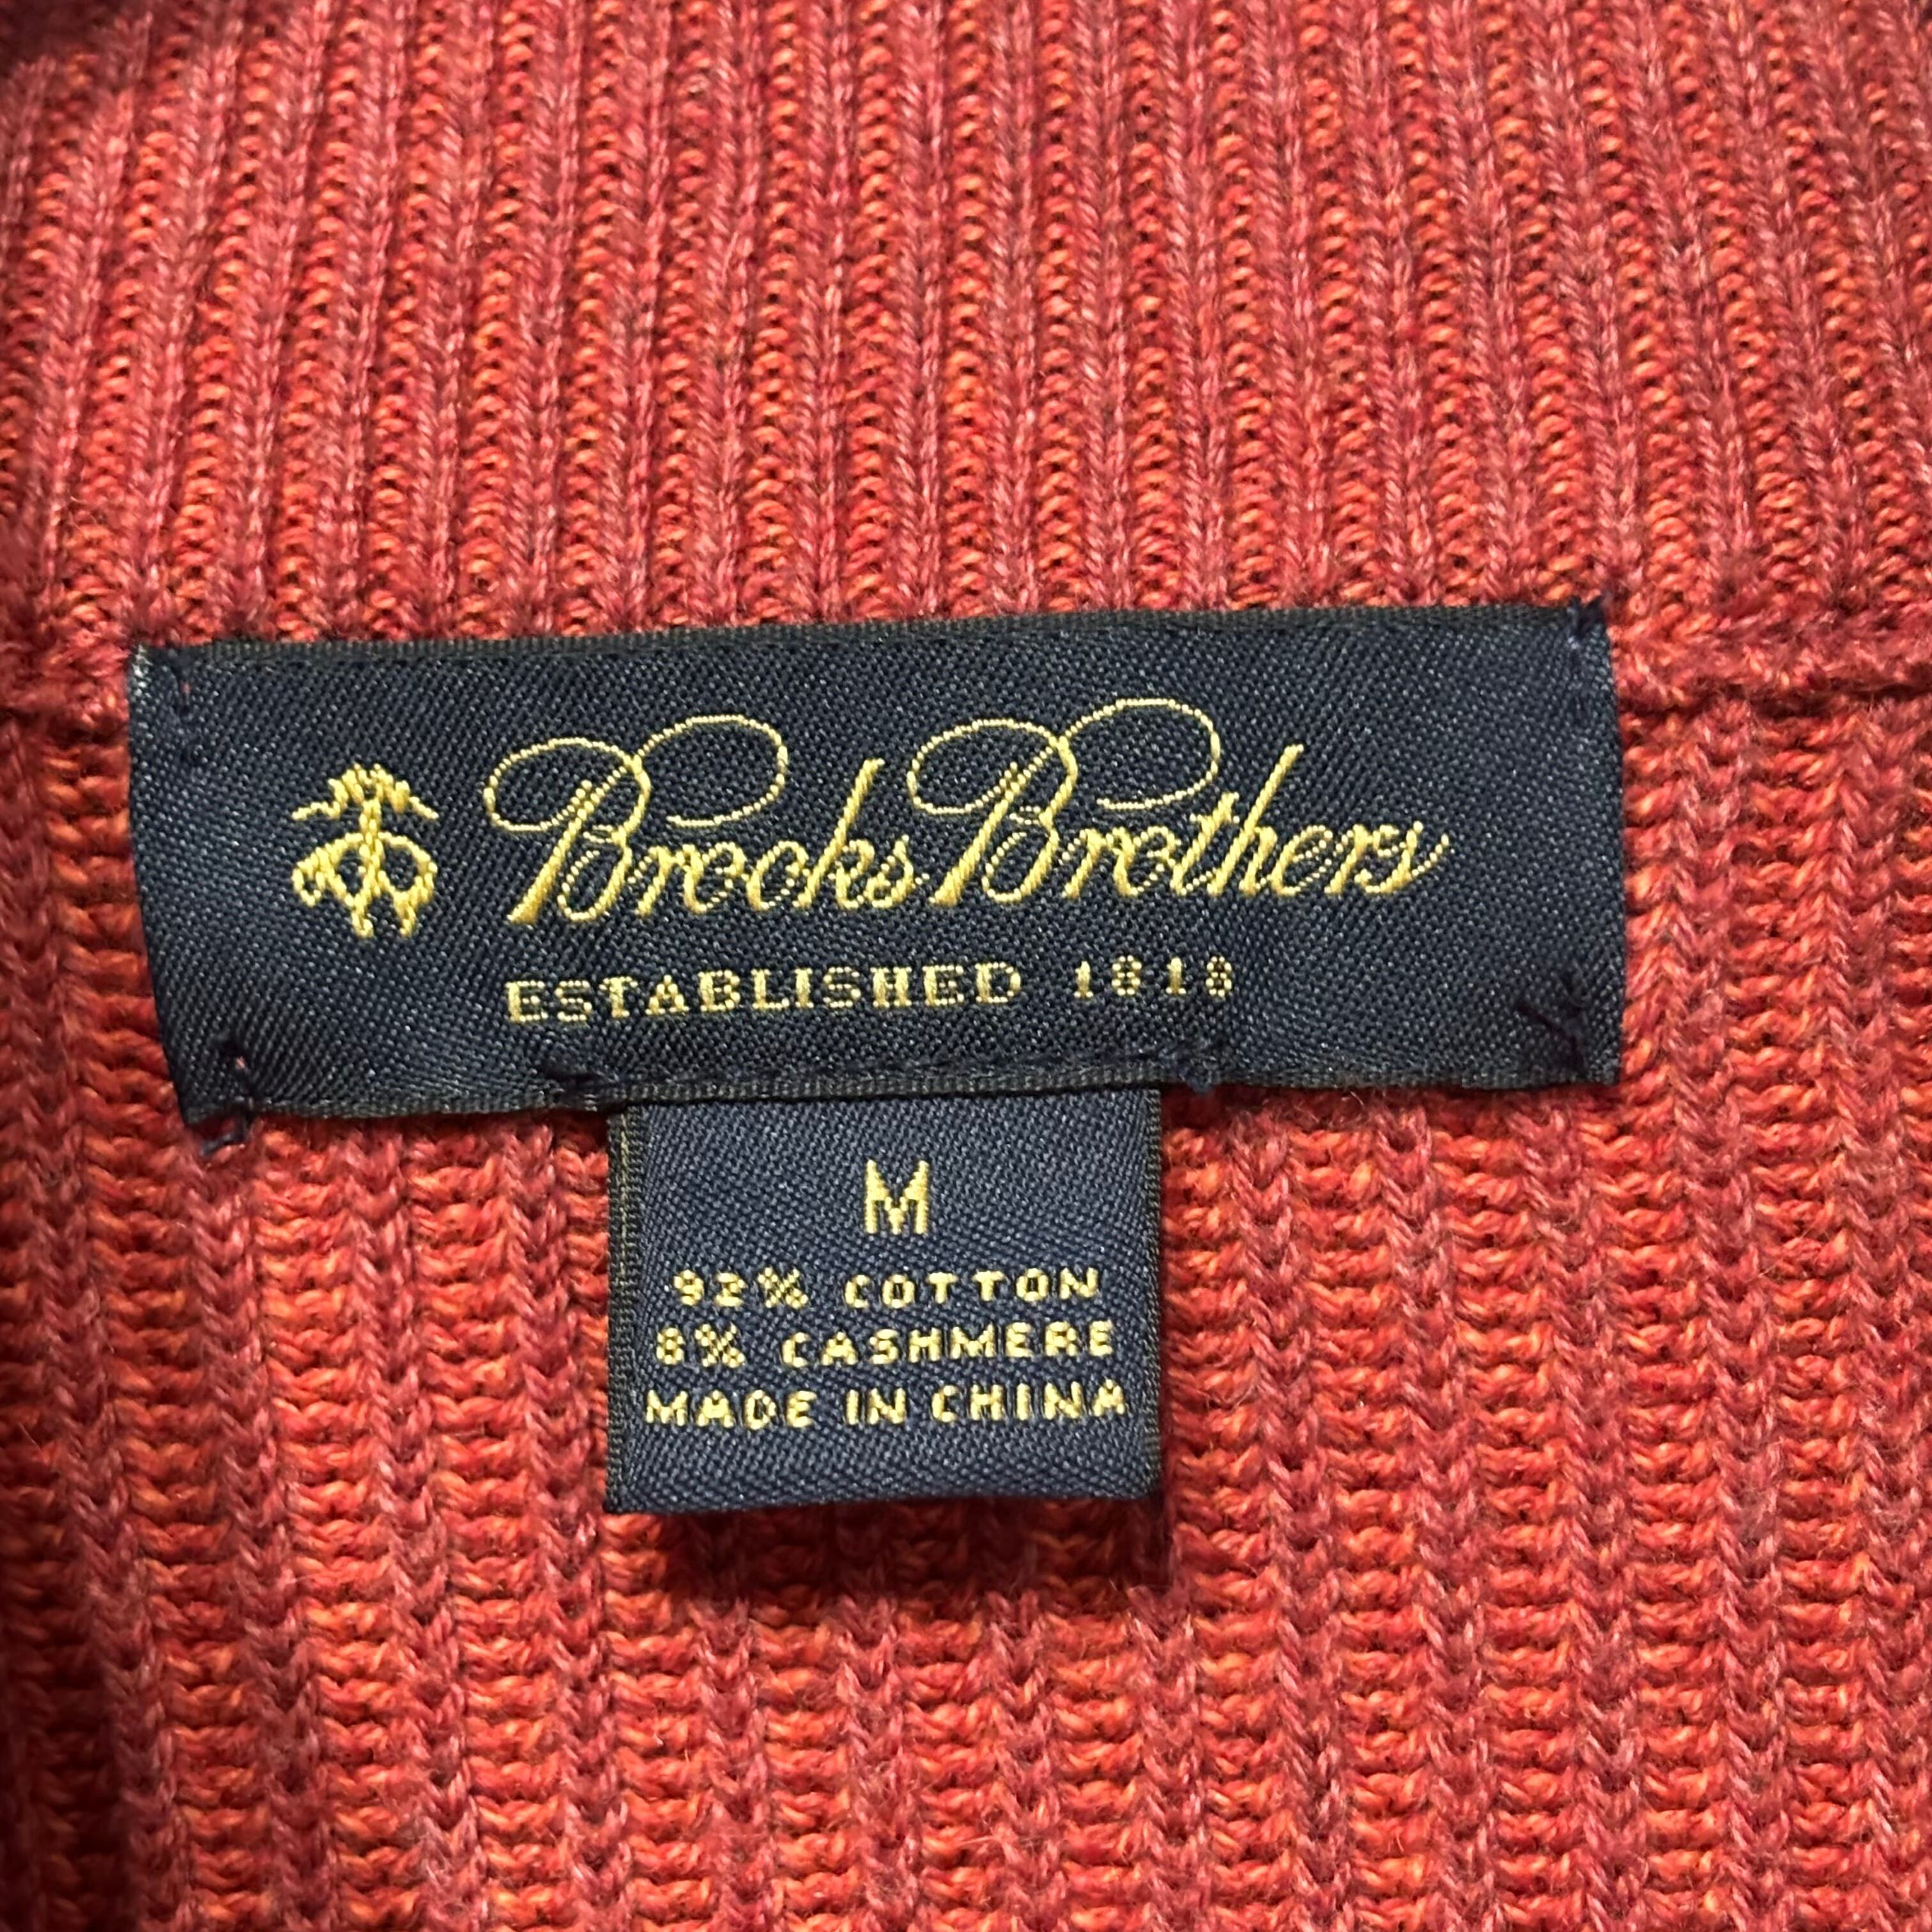 Brooks Brothers
ESTABLISHED 1818
M
92% COTTON
8% CASHMERE
MADE IN CHINA